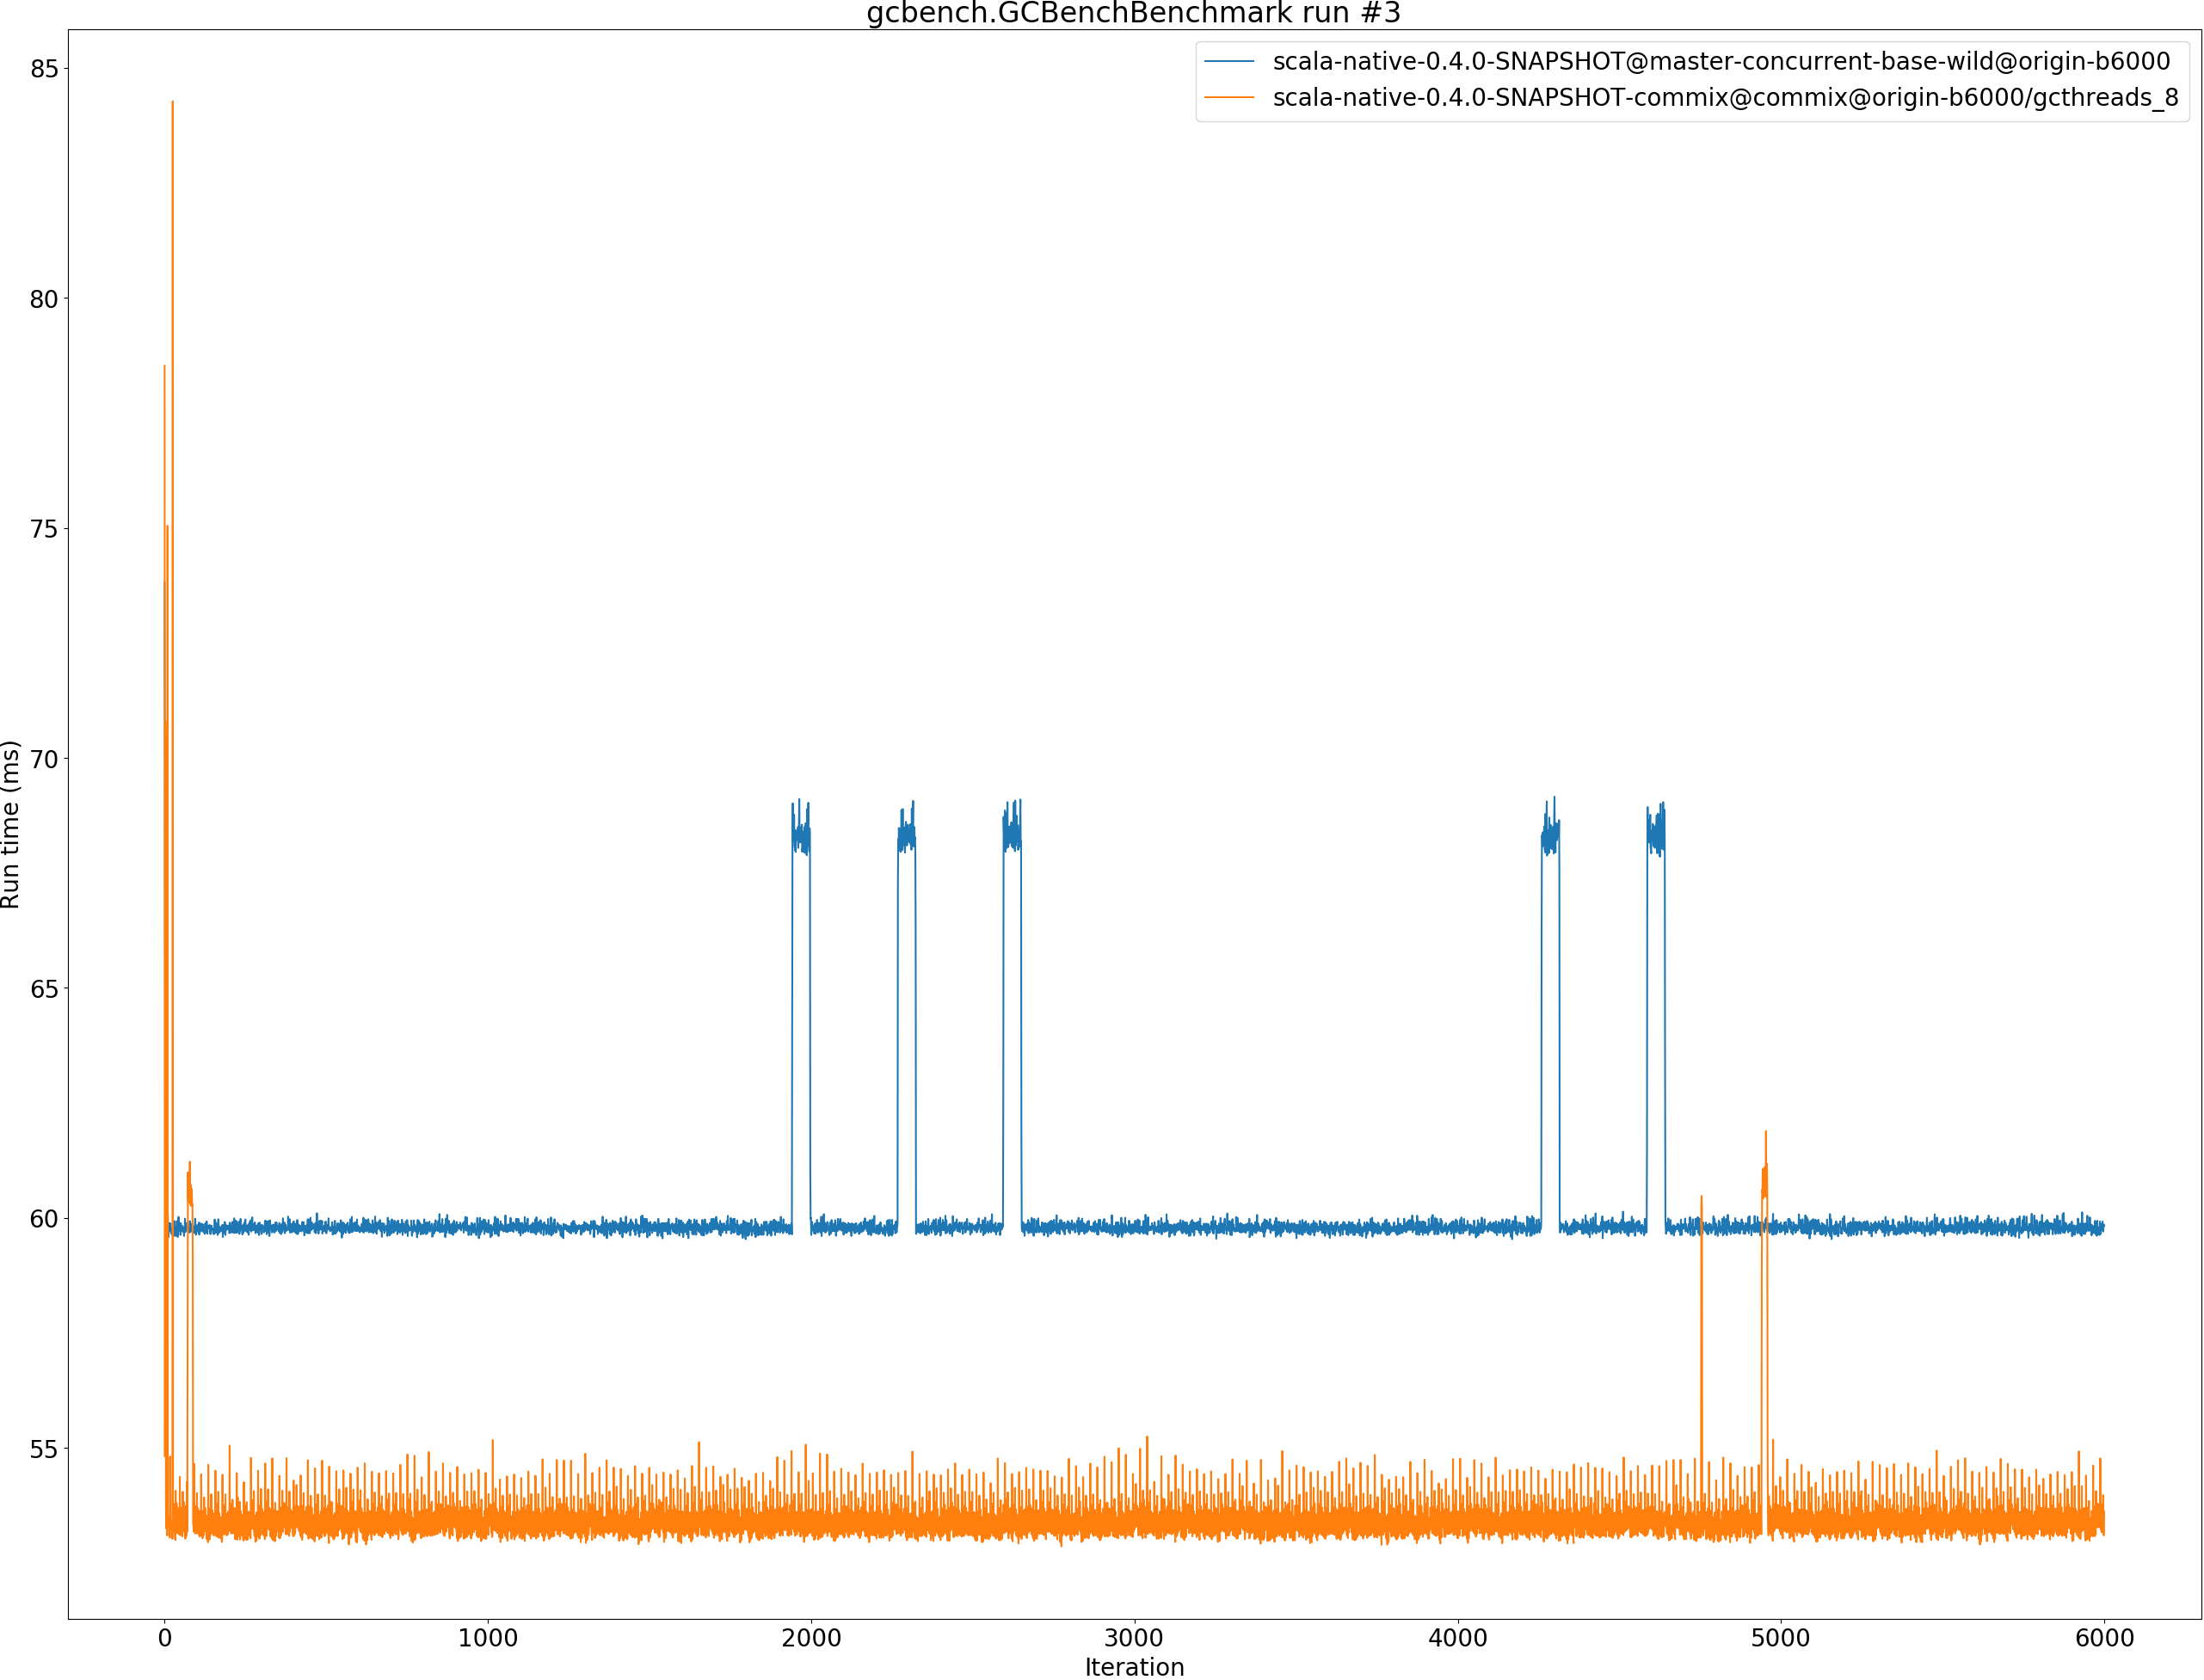 gcbench.GCBenchBenchmark run #3
scala-native-0.4.0-SNAPSHOT@master-concurrent-base-wild@origin-b6000
scala-native-0.4.0-SNAPSHOT-commix@commix@origin-b6000/gcthreads_8
85
80
75
70
65
60
55
Run time (ms)
0 1000 2000 3000 4000 5000 6000
Iteration